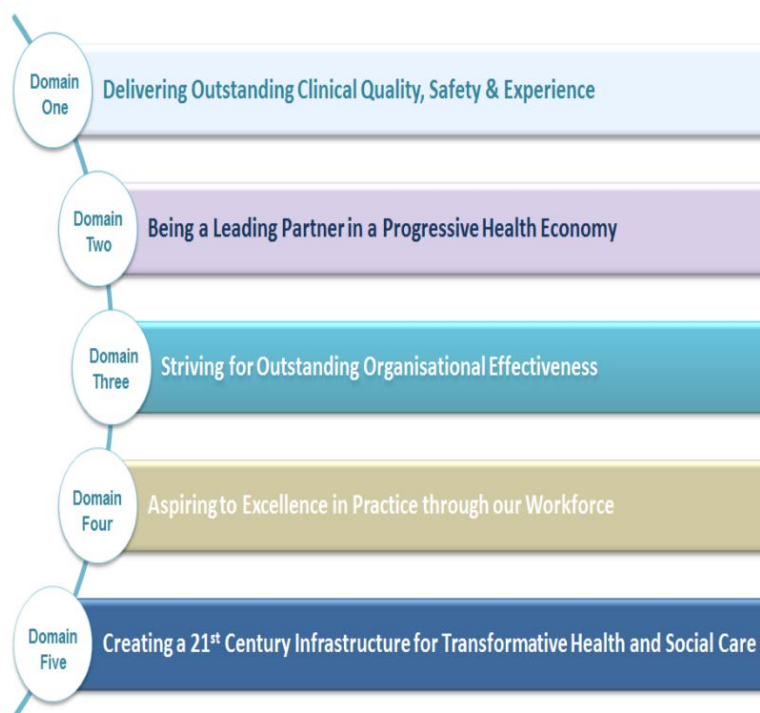 Domain
One
Delivering Outstanding Clinical Quality, Safety & Experience
Domain
Two
Being a Leading Partner in a Progressive Health Economy
Domain
Three
Striving for Outstanding Organisational Effectiveness
Domain
Four
Aspiring to Excellence in Practice through our Workforce
Domain
Five
Creating a 21st Century Infrastructure for Transformative Health and Social Care